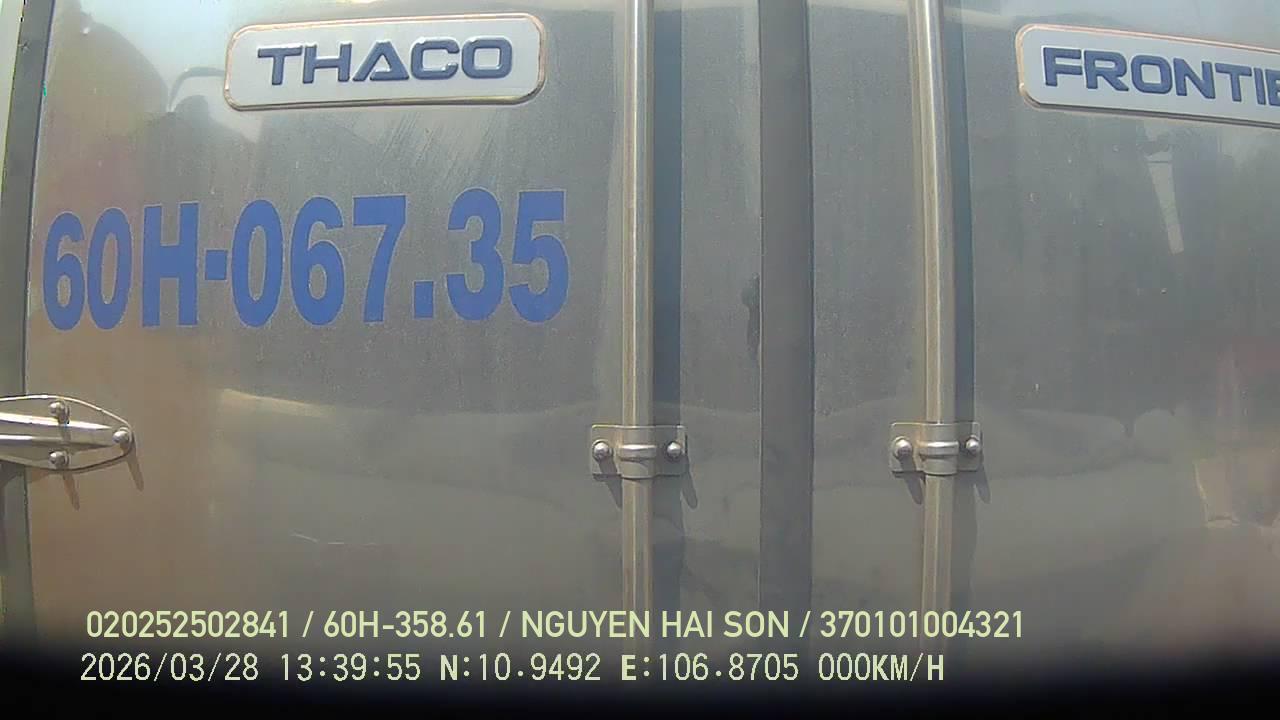 THACO
FRONTIE
60H-067.35
020252502841 / 60H-358.61 / NGUYEN HAI SON / 370101004321
2026/03/28 13:39:55 N:10.9492 E:106.8705 000KM/H